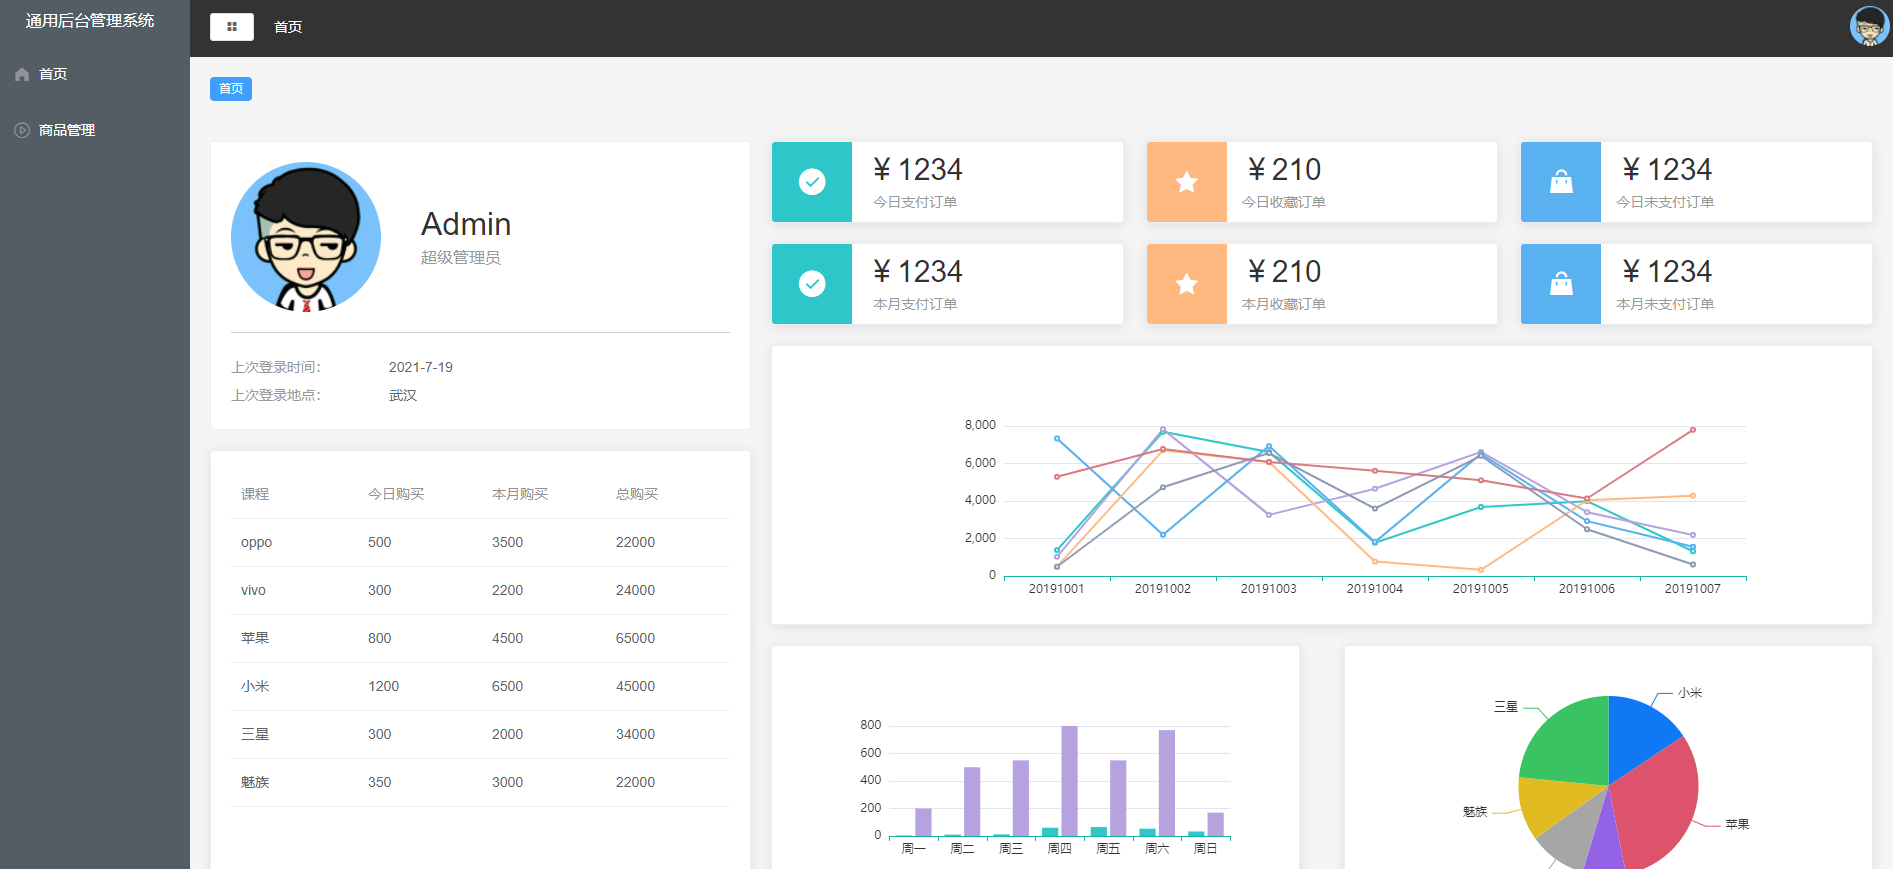 通用后台管理系统
首页
商品管理
首页
首页
Admin
超级管理员
上次登录时间：
2021-7-19
上次登录地点：
武汉
课程 今日购买 本月购买 总购买
oppo 500 3500 22000
vivo 300 2200 24000
苹果 800 4500 65000
小米 1200 6500 45000
三星 300 2000 34000
魅族 350 3000 22000
¥ 1234
今日支付订单
¥ 210
今日收藏订单
¥ 1234
今日未支付订单
¥ 1234
本月支付订单
¥ 210
本月收藏订单
¥ 1234
本月未支付订单
8,000
6,000
4,000
2,000
0
20191001 20191002 20191003 20191004 20191005 20191006 20191007
800
600
400
200
0
周一 周二 周三 周四 周五 周六 周日
小米
三星
魅族
苹果